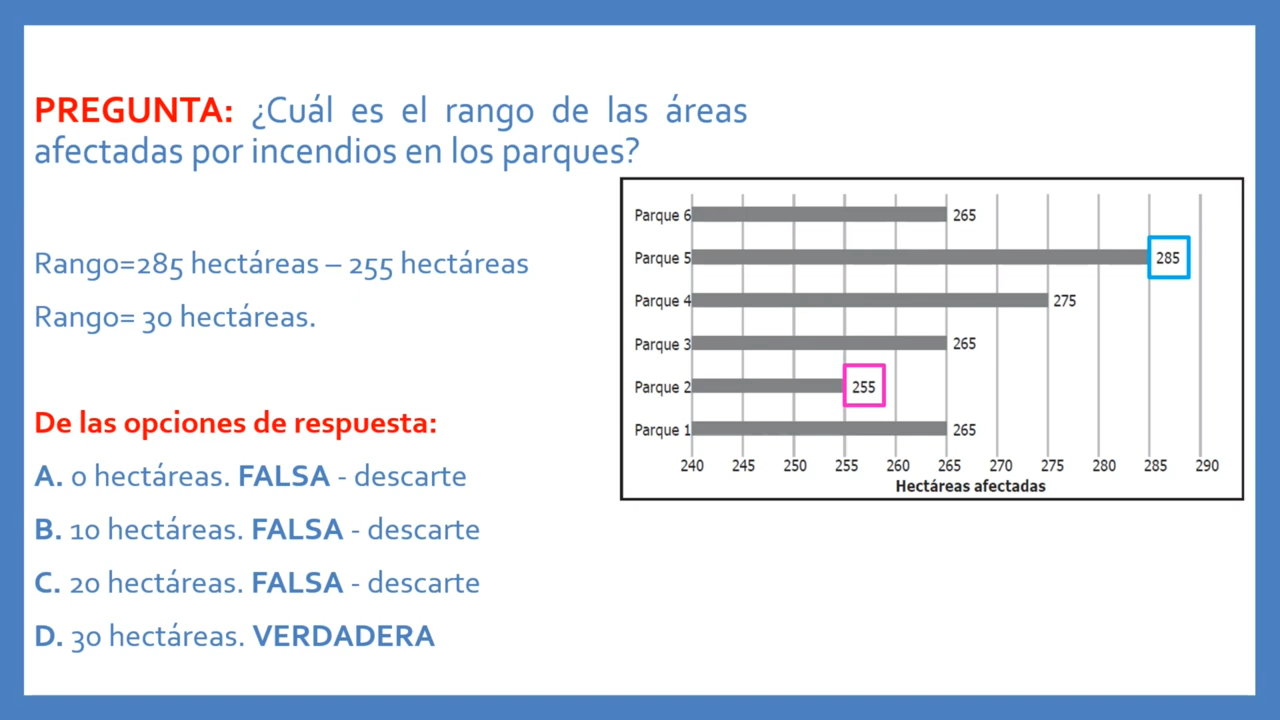 PREGUNTA: ¿Cuál es el rango de las áreas
afectadas por incendios en los parques?
Rango=285 hectáreas – 255 hectáreas
Rango= 30 hectáreas.
De las opciones de respuesta:
A. 0 hectáreas. FALSA - descarte
B. 10 hectáreas. FALSA - descarte
C. 20 hectáreas. FALSA - descarte
D. 30 hectáreas. VERDADERA
Parque 6 265
Parque 5 285
Parque 4 275
Parque 3 265
Parque 2 255
Parque 1 265
240 245 250 255 260 265 270 275 280 285 290
Hectáreas afectadas